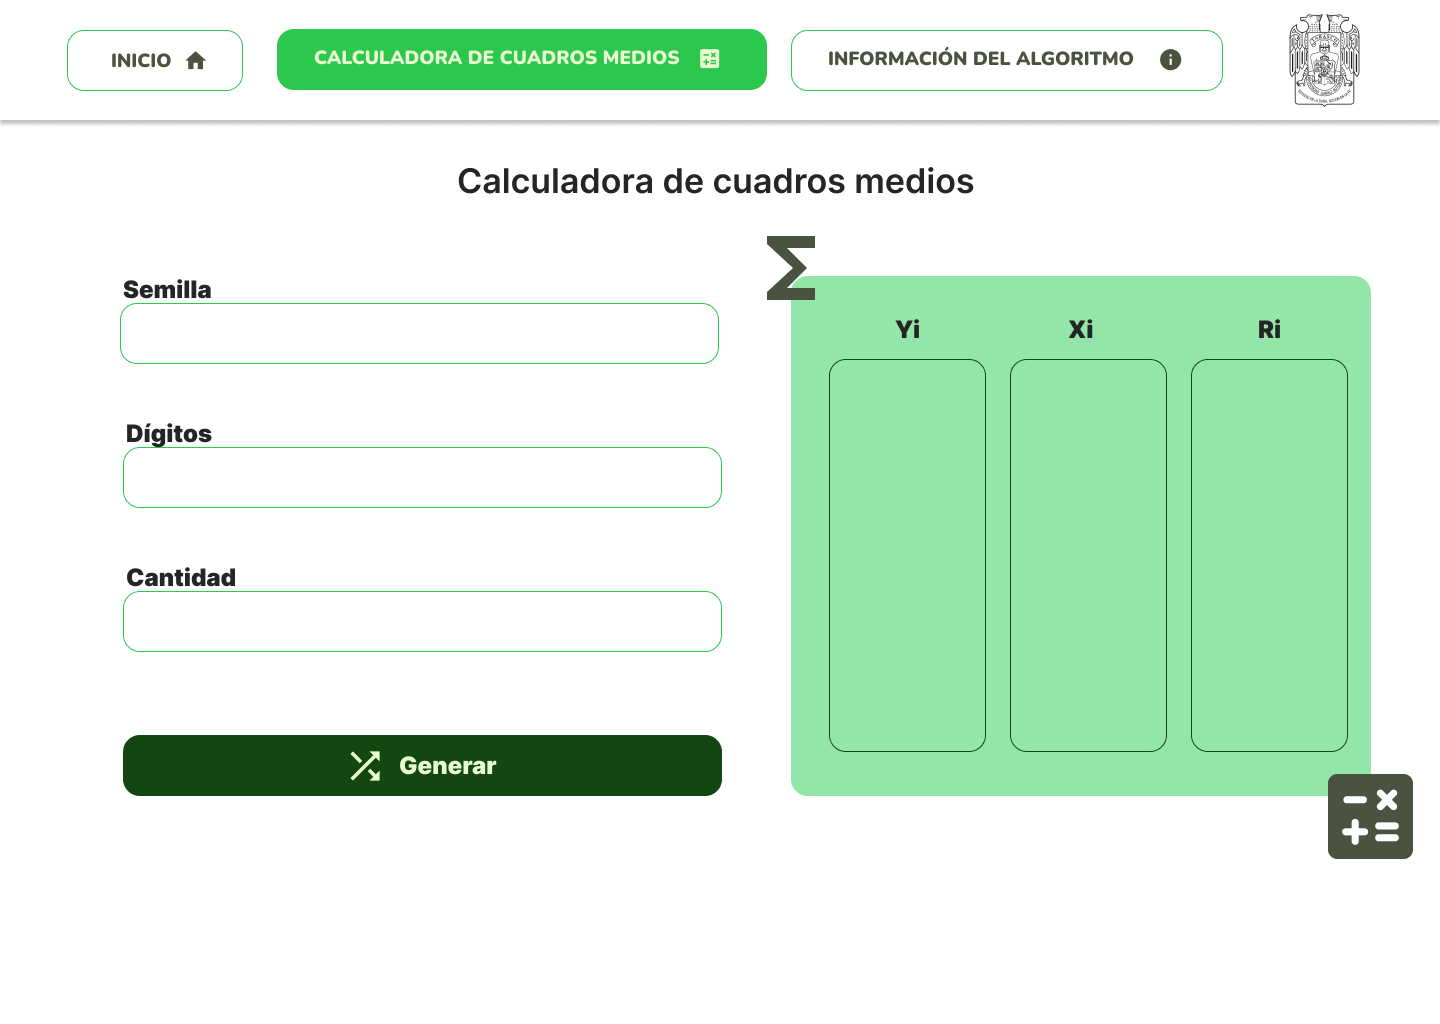 INICIO
CALCULADORA DE CUADROS MEDIOS
INFORMACIÓN DEL ALGORITMO
Calculadora de cuadros medios
Semilla
Dígitos
Cantidad
Generar
Yi
Xi
Ri